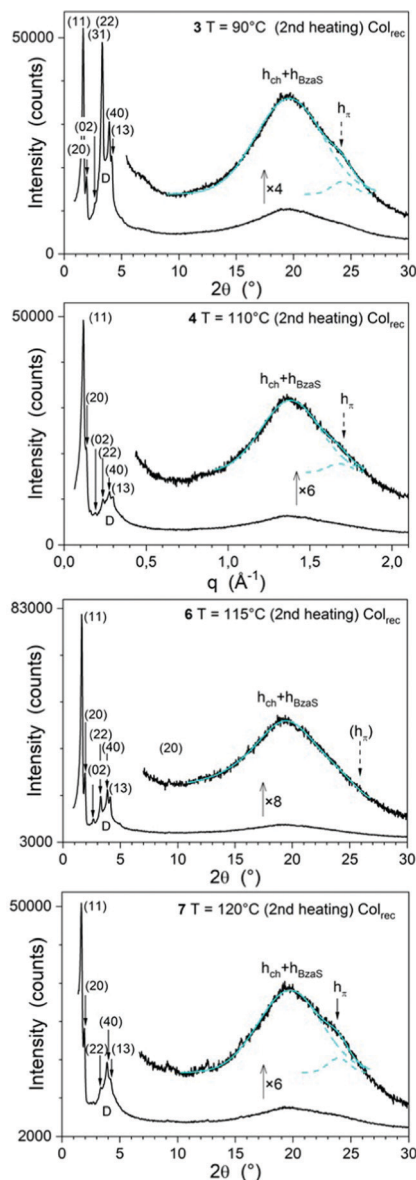 3 T = 90°C (2nd heating) Col_rec
(11)
(22)
(31)
(02)
(20)
(40)
(13)
D
h_ch+h_BzaS
h_π
×4
50000
0
Intensity (counts)
0 5 10 15 20 25 30
2θ (°)
4 T = 110°C (2nd heating) Col_rec
(11)
(20)
(02)
(22)
(40)
(13)
D
h_ch+h_BzaS
h_π
×6
50000
0
Intensity (counts)
0,0 0,5 1,0 1,5 2,0
q (Å⁻¹)
6 T = 115°C (2nd heating) Col_rec
(11)
(20)
(22)
(40)
(02)
(13)
D
(20)
h_ch+h_BzaS
(h_π)
×8
83000
3000
Intensity (counts)
0 5 10 15 20 25 30
2θ (°)
7 T = 120°C (2nd heating) Col_rec
(11)
(20)
(40)
(22)
(13)
D
h_ch+h_BzaS
h_π
×6
50000
2000
Intensity (counts)
0 5 10 15 20 25 30
2θ (°)